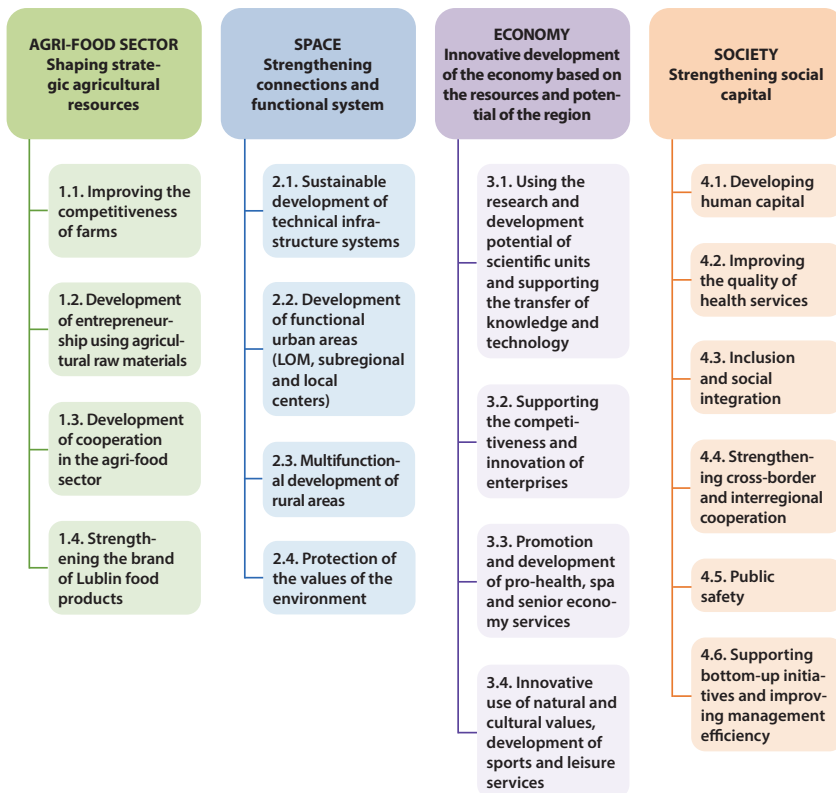 AGRI-FOOD SECTOR
Shaping strate-
gic agricultural
resources
1.1. Improving the
competitiveness
of farms
1.2. Development
of entrepreneur-
ship using agricul-
tural raw materials
1.3. Development
of cooperation
in the agri-food
sector
1.4. Strength-
ening the brand
of Lublin food
products
SPACE
Strengthening
connections and
functional system
2.1. Sustainable
development of
technical infra-
structure systems
2.2. Development
of functional
urban areas
(LOM, subregional
and local
centers)
2.3. Multifunction-
al development of
rural areas
2.4. Protection of
the values of the
environment
ECONOMY
Innovative development
of the economy based on
the resources and poten-
tial of the region
3.1. Using the
research and
development
potential of
scientific units
and supporting
the transfer of
knowledge and
technology
3.2. Supporting
the competi-
tiveness and
innovation of
enterprises
3.3. Promotion
and development
of pro-health, spa
and senior econo-
my services
3.4. Innovative
use of natural and
cultural values,
development of
sports and leisure
services
SOCIETY
Strengthening social
capital
4.1. Developing
human capital
4.2. Improving
the quality of
health services
4.3. Inclusion
and social
integration
4.4. Strengthen-
ing cross-border
and interregional
cooperation
4.5. Public
safety
4.6. Supporting
bottom-up initia-
tives and improv-
ing management
efficiency